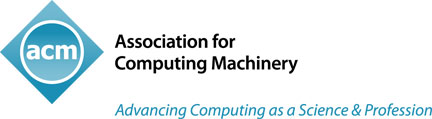 acm
Association for
Computing Machinery
Advancing Computing as a Science & Profession